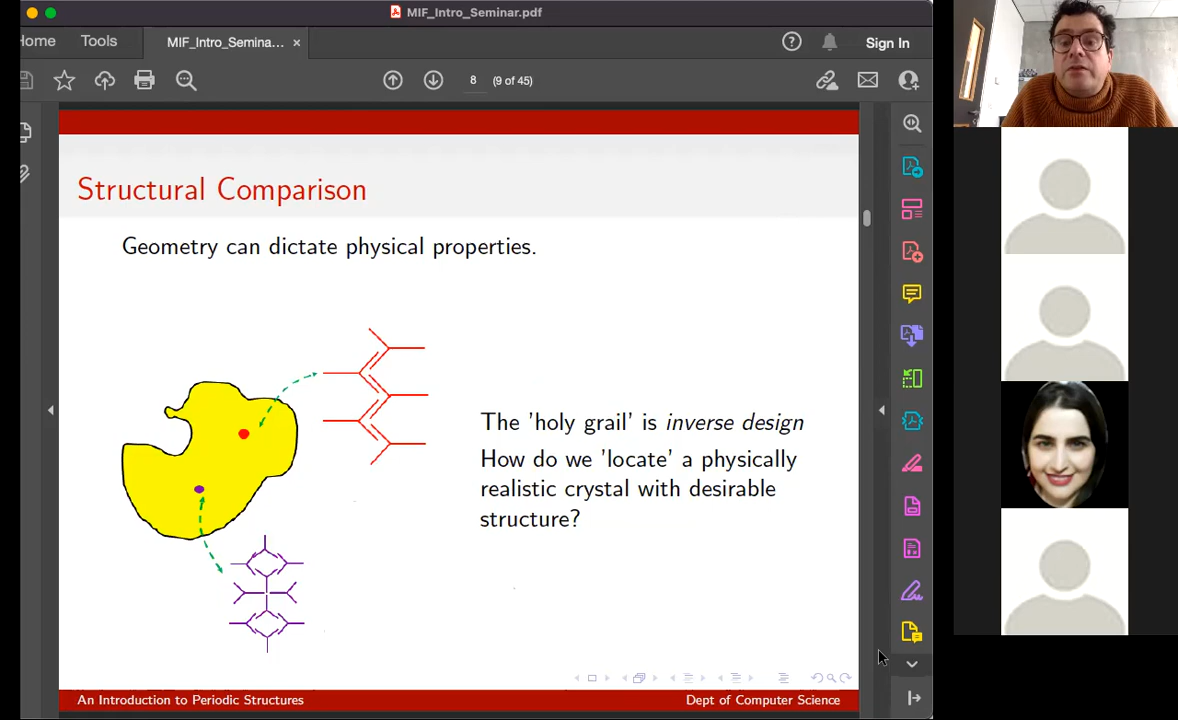 MIF_Intro_Seminar.pdf
Home Tools MIF_Intro_Semina... × Sign In
8 (9 of 45)
Structural Comparison
Geometry can dictate physical properties.
The 'holy grail' is inverse design
How do we 'locate' a physically
realistic crystal with desirable
structure?
An Introduction to Periodic Structures Dept of Computer Science